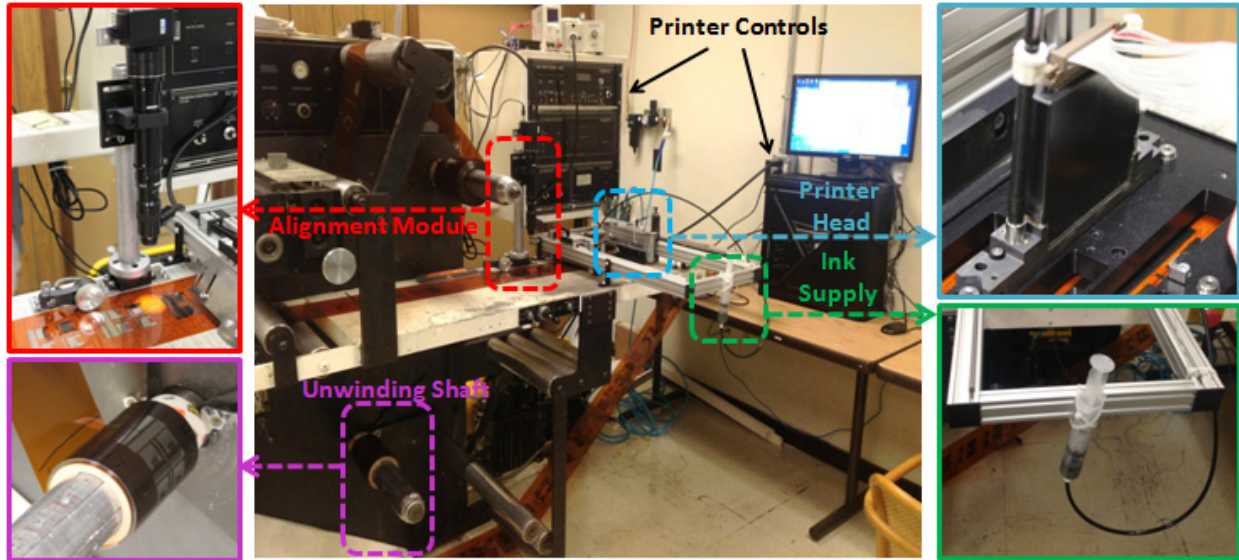 Printer Controls
Alignment Module
Printer
Head
Ink
Supply
Unwinding Shaft